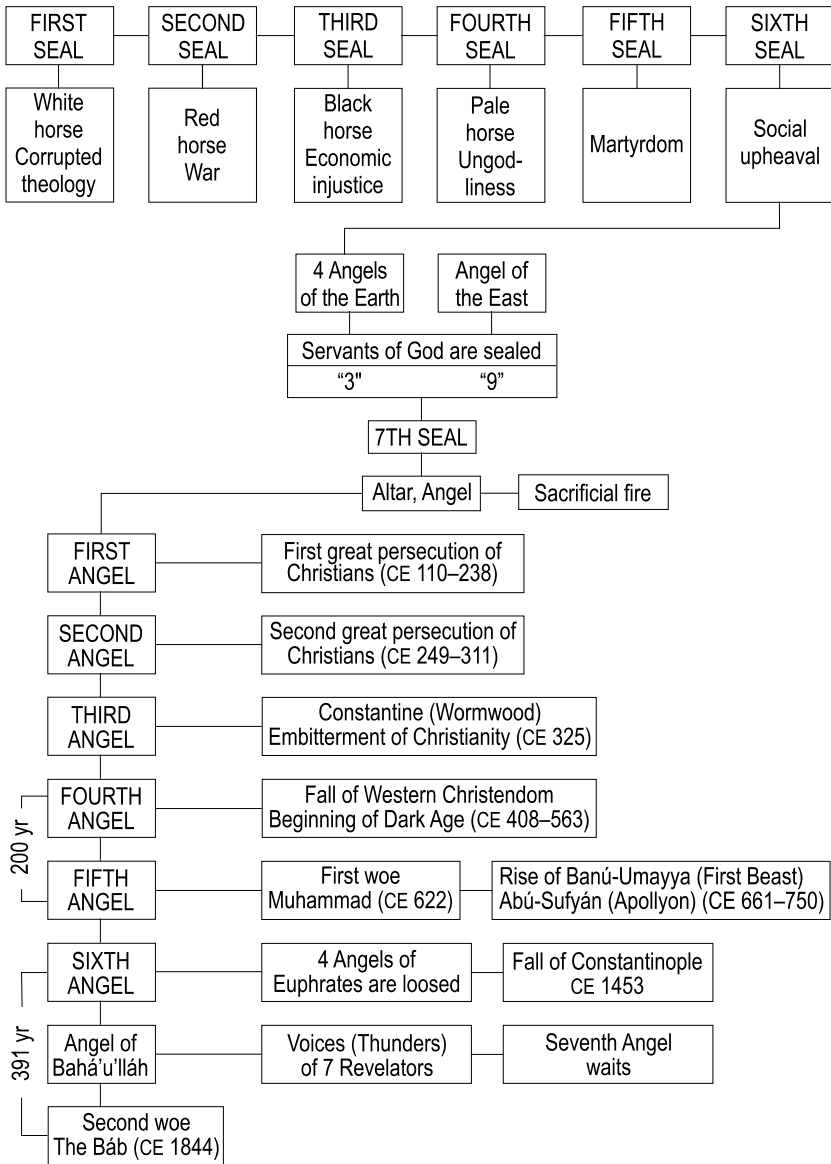 FIRST
SEAL
SECOND
SEAL
THIRD
SEAL
FOURTH
SEAL
FIFTH
SEAL
SIXTH
SEAL
White
horse
Corrupted
theology
Red
horse
War
Black
horse
Economic
injustice
Pale
horse
Ungod-
liness
Martyrdom
Social
upheaval
4 Angels
of the Earth
Angel of
the East
Servants of God are sealed
“3" “9”
7TH SEAL
Altar, Angel
Sacrificial fire
FIRST
ANGEL
First great persecution of
Christians (CE 110–238)
SECOND
ANGEL
Second great persecution of
Christians (CE 249–311)
THIRD
ANGEL
Constantine (Wormwood)
Embitterment of Christianity (CE 325)
200 yr
FOURTH
ANGEL
Fall of Western Christendom
Beginning of Dark Age (CE 408–563)
FIFTH
ANGEL
First woe
Muhammad (CE 622)
Rise of Banú-Umayya (First Beast)
Abú-Sufyán (Apollyon) (CE 661–750)
391 yr
SIXTH
ANGEL
4 Angels of
Euphrates are loosed
Fall of Constantinople
CE 1453
Angel of
Bahá’u’lláh
Voices (Thunders)
of 7 Revelators
Seventh Angel
waits
Second woe
The Báb (CE 1844)